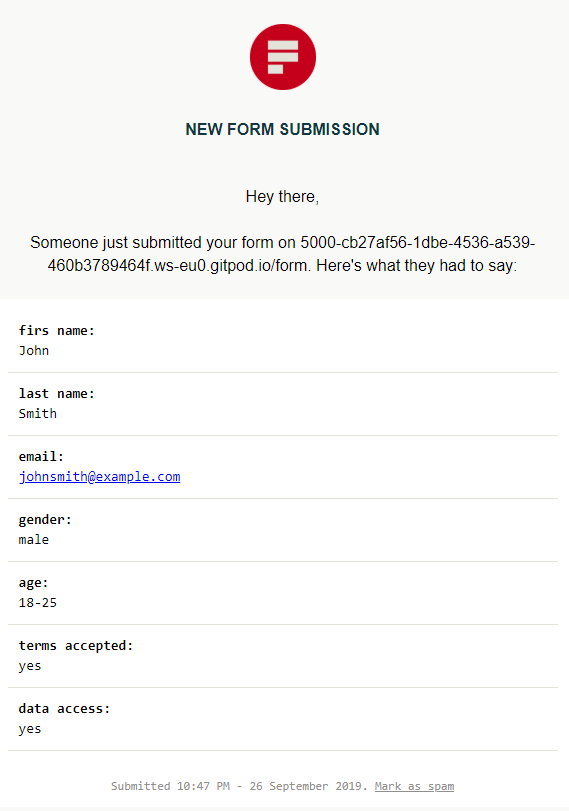 NEW FORM SUBMISSION
Hey there,
Someone just submitted your form on 5000-cb27af56-1dbe-4536-a539-
460b3789464f.ws-eu0.gitpod.io/form. Here's what they had to say:
firs name:
John
last name:
Smith
email:
johnsmith@example.com
gender:
male
age:
18-25
terms accepted:
yes
data access:
yes
Submitted 10:47 PM - 26 September 2019. Mark as spam